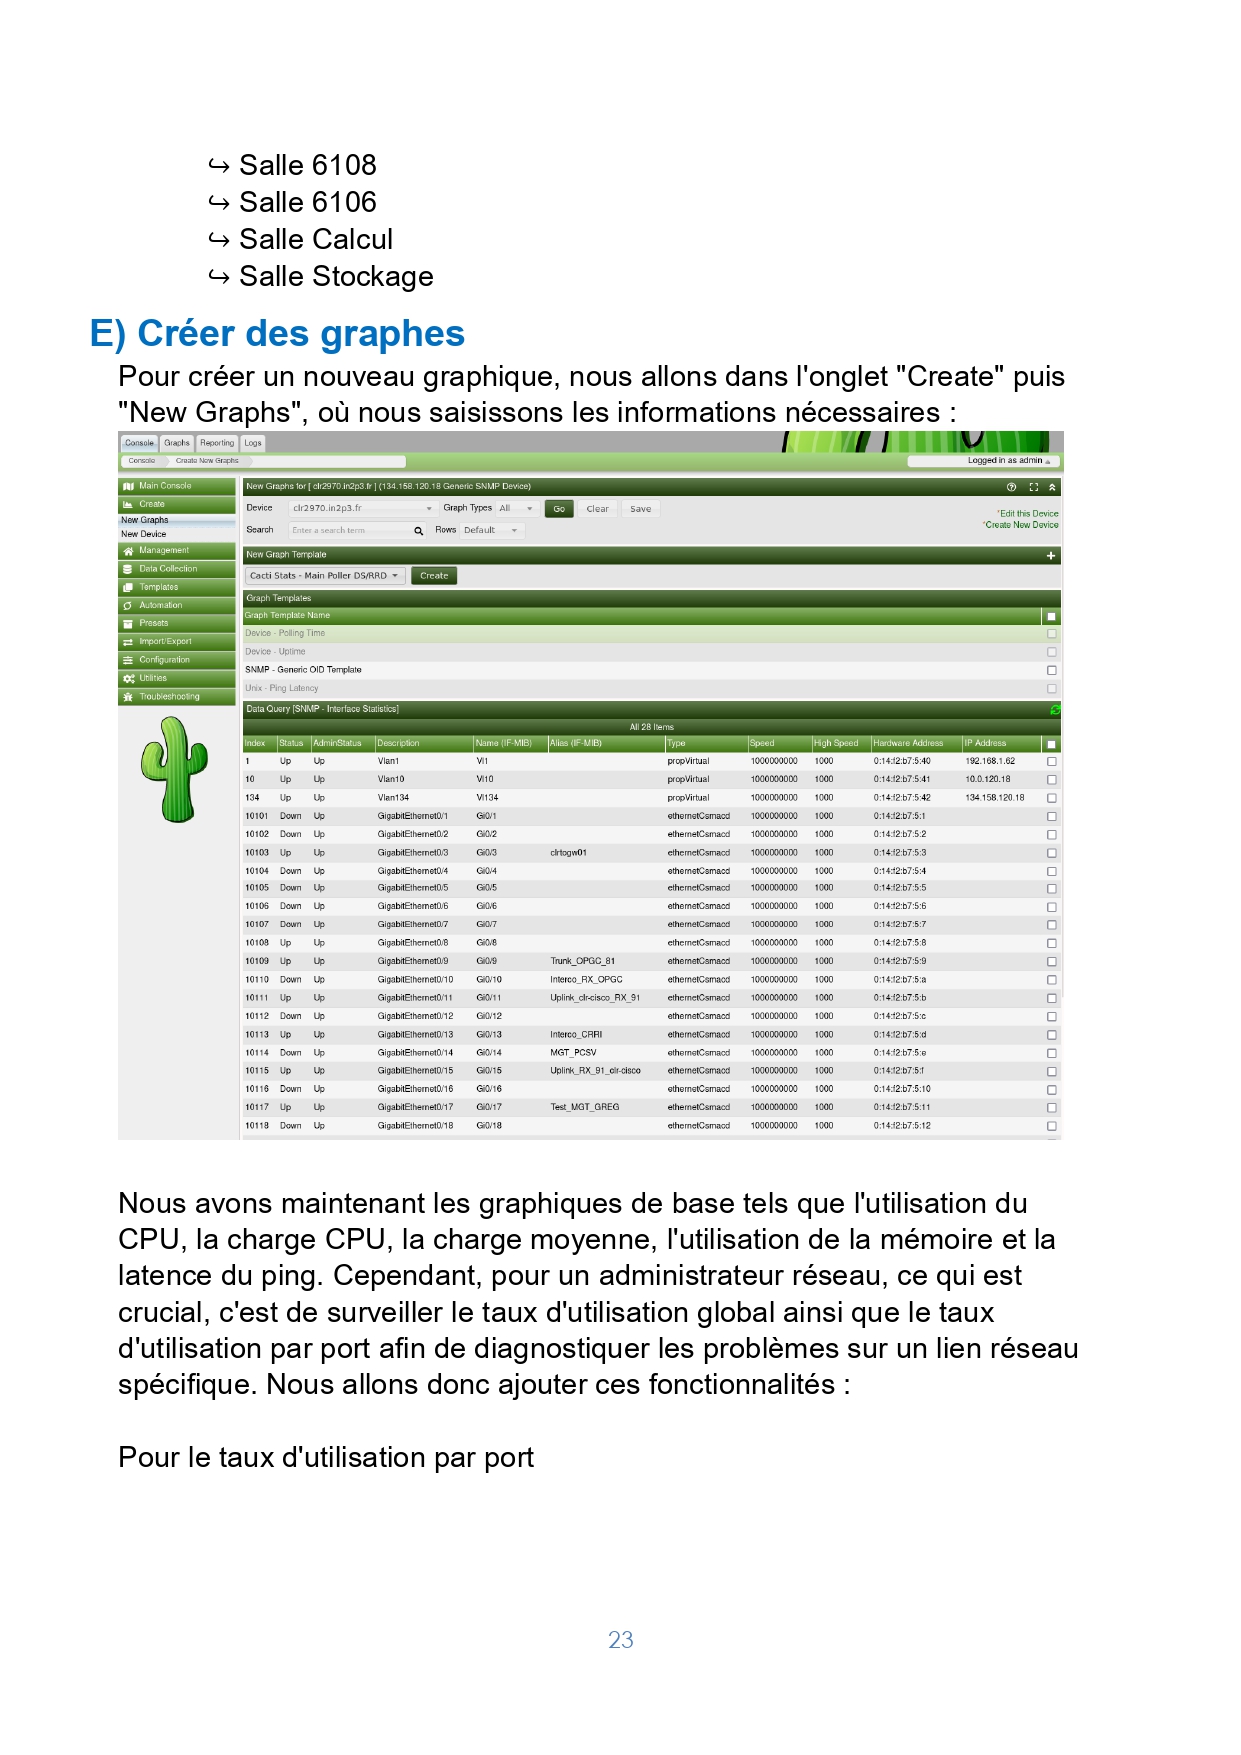 ↪ Salle 6108
↪ Salle 6106
↪ Salle Calcul
↪ Salle Stockage
E) Créer des graphes
Pour créer un nouveau graphique, nous allons dans l'onglet "Create" puis
"New Graphs", où nous saisissons les informations nécessaires :
Console Graphs Reporting Logs
Console Create New Graphs Logged in as admin
Main Console
Create
New Graphs
New Device
Management
Data Collection
Templates
Automation
Presets
Import/Export
Configuration
Utilities
Troubleshooting
New Graphs for [ clr2970.in2p3.fr ] (134.158.120.18 Generic SNMP Device)
Device clr2970.in2p3.fr Graph Types All Go Clear Save
*Edit this Device
*Create New Device
Search Enter a search term Rows Default
New Graph Template
Cacti Stats - Main Poller DS/RRD Create
Graph Templates
Graph Template Name
Device - Polling Time
Device - Uptime
SNMP - Generic OID Template
Unix - Ping Latency
Data Query [SNMP - Interface Statistics]
All 28 Items
Index Status AdminStatus Description Name (IF-MIB) Alias (IF-MIB) Type Speed High Speed Hardware Address IP Address
1 Up Up Vlan1 Vl1 propVirtual 1000000000 1000 0:14:f2:b7:5:40 192.168.1.62
10 Up Up Vlan10 Vl10 propVirtual 1000000000 1000 0:14:f2:b7:5:41 10.0.120.18
134 Up Up Vlan134 Vl134 propVirtual 1000000000 1000 0:14:f2:b7:5:42 134.158.120.18
10101 Down Up GigabitEthernet0/1 Gi0/1 ethernetCsmacd 1000000000 1000 0:14:f2:b7:5:1
10102 Down Up GigabitEthernet0/2 Gi0/2 ethernetCsmacd 1000000000 1000 0:14:f2:b7:5:2
10103 Up Up GigabitEthernet0/3 Gi0/3 clrtogw01 ethernetCsmacd 1000000000 1000 0:14:f2:b7:5:3
10104 Down Up GigabitEthernet0/4 Gi0/4 ethernetCsmacd 1000000000 1000 0:14:f2:b7:5:4
10105 Down Up GigabitEthernet0/5 Gi0/5 ethernetCsmacd 1000000000 1000 0:14:f2:b7:5:5
10106 Down Up GigabitEthernet0/6 Gi0/6 ethernetCsmacd 1000000000 1000 0:14:f2:b7:5:6
10107 Down Up GigabitEthernet0/7 Gi0/7 ethernetCsmacd 1000000000 1000 0:14:f2:b7:5:7
10108 Up Up GigabitEthernet0/8 Gi0/8 ethernetCsmacd 1000000000 1000 0:14:f2:b7:5:8
10109 Up Up GigabitEthernet0/9 Gi0/9 Trunk_OPGC_81 ethernetCsmacd 1000000000 1000 0:14:f2:b7:5:9
10110 Down Up GigabitEthernet0/10 Gi0/10 Interco_RX_OPGC ethernetCsmacd 1000000000 1000 0:14:f2:b7:5:a
10111 Up Up GigabitEthernet0/11 Gi0/11 Uplink_clr-cisco_RX_91 ethernetCsmacd 1000000000 1000 0:14:f2:b7:5:b
10112 Down Up GigabitEthernet0/12 Gi0/12 ethernetCsmacd 1000000000 1000 0:14:f2:b7:5:c
10113 Up Up GigabitEthernet0/13 Gi0/13 Interco_CRRI ethernetCsmacd 1000000000 1000 0:14:f2:b7:5:d
10114 Down Up GigabitEthernet0/14 Gi0/14 MGT_PCSV ethernetCsmacd 1000000000 1000 0:14:f2:b7:5:e
10115 Up Up GigabitEthernet0/15 Gi0/15 Uplink_RX_91_clr-cisco ethernetCsmacd 1000000000 1000 0:14:f2:b7:5:f
10116 Down Up GigabitEthernet0/16 Gi0/16 ethernetCsmacd 1000000000 1000 0:14:f2:b7:5:10
10117 Up Up GigabitEthernet0/17 Gi0/17 Test_MGT_GREG ethernetCsmacd 1000000000 1000 0:14:f2:b7:5:11
10118 Down Up GigabitEthernet0/18 Gi0/18 ethernetCsmacd 1000000000 1000 0:14:f2:b7:5:12
Nous avons maintenant les graphiques de base tels que l'utilisation du
CPU, la charge CPU, la charge moyenne, l'utilisation de la mémoire et la
latence du ping. Cependant, pour un administrateur réseau, ce qui est
crucial, c'est de surveiller le taux d'utilisation global ainsi que le taux
d'utilisation par port afin de diagnostiquer les problèmes sur un lien réseau
spécifique. Nous allons donc ajouter ces fonctionnalités :
Pour le taux d'utilisation par port
23